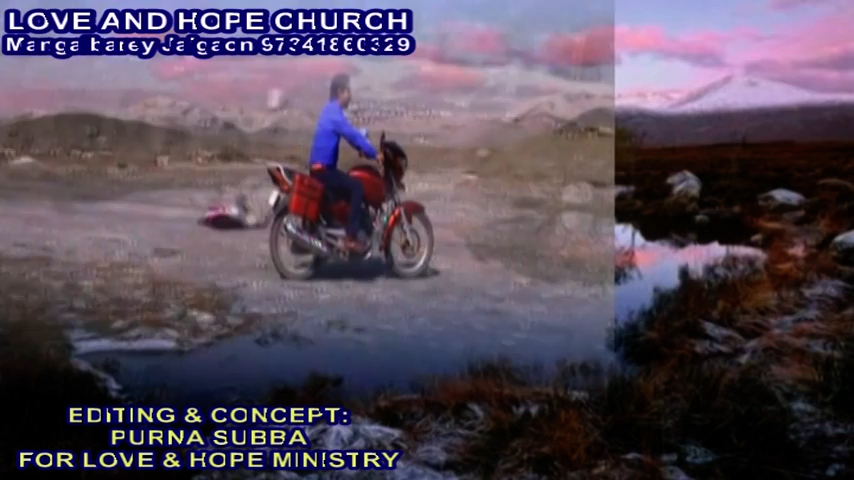 LOVE AND HOPE CHURCH
EDITING & CONCEPT:
PURNA SUBBA
FOR LOVE & HOPE MINISTRY